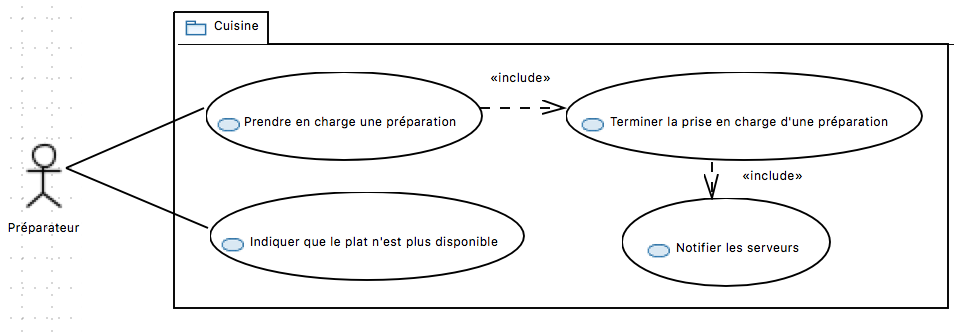 Cuisine
«include»
Prendre en charge une préparation
Terminer la prise en charge d'une préparation
«include»
Préparateur
Indiquer que le plat n'est plus disponible
Notifier les serveurs